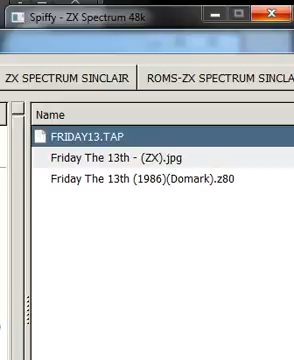 Spiffy - ZX Spectrum 48k
ZX SPECTRUM SINCLAIR
ROMS-ZX SPECTRUM SINCLA
Name
FRIDAY13.TAP
Friday The 13th - (ZX).jpg
Friday The 13th (1986)(Domark).z80